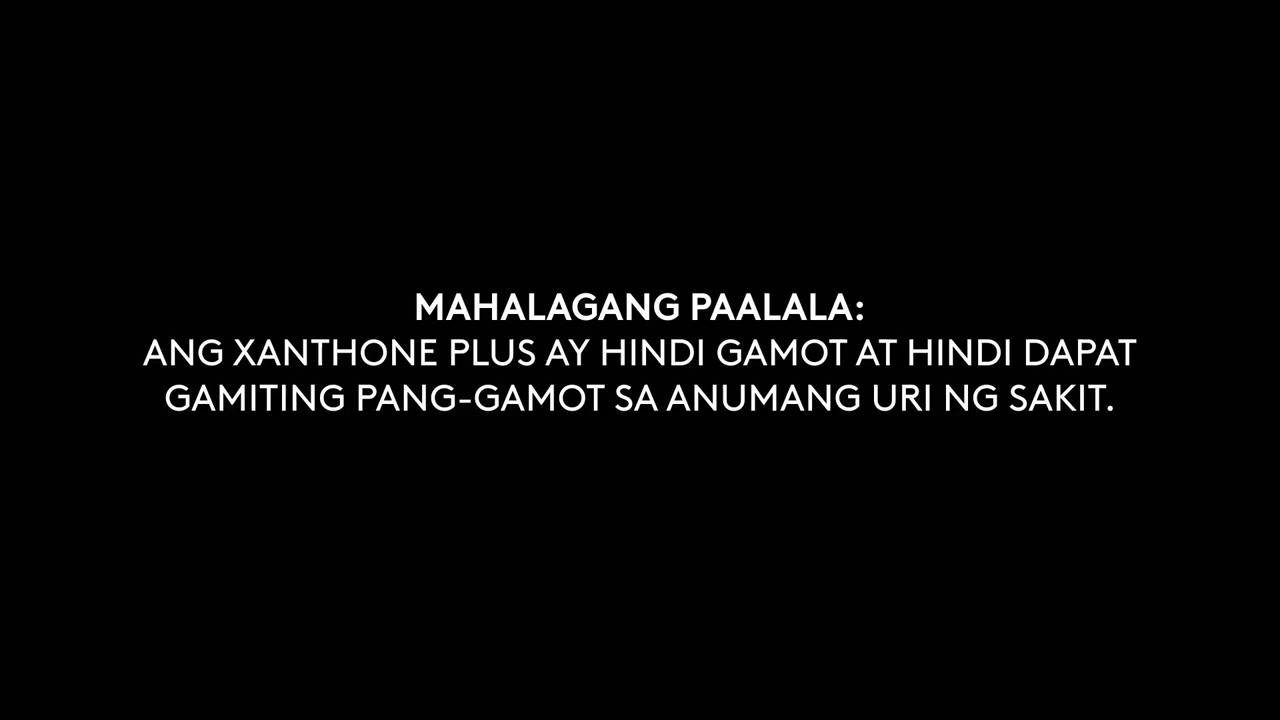 MAHALAGANG PAALALA:
ANG XANTHONE PLUS AY HINDI GAMOT AT HINDI DAPAT
GAMITING PANG-GAMOT SA ANUMANG URI NG SAKIT.